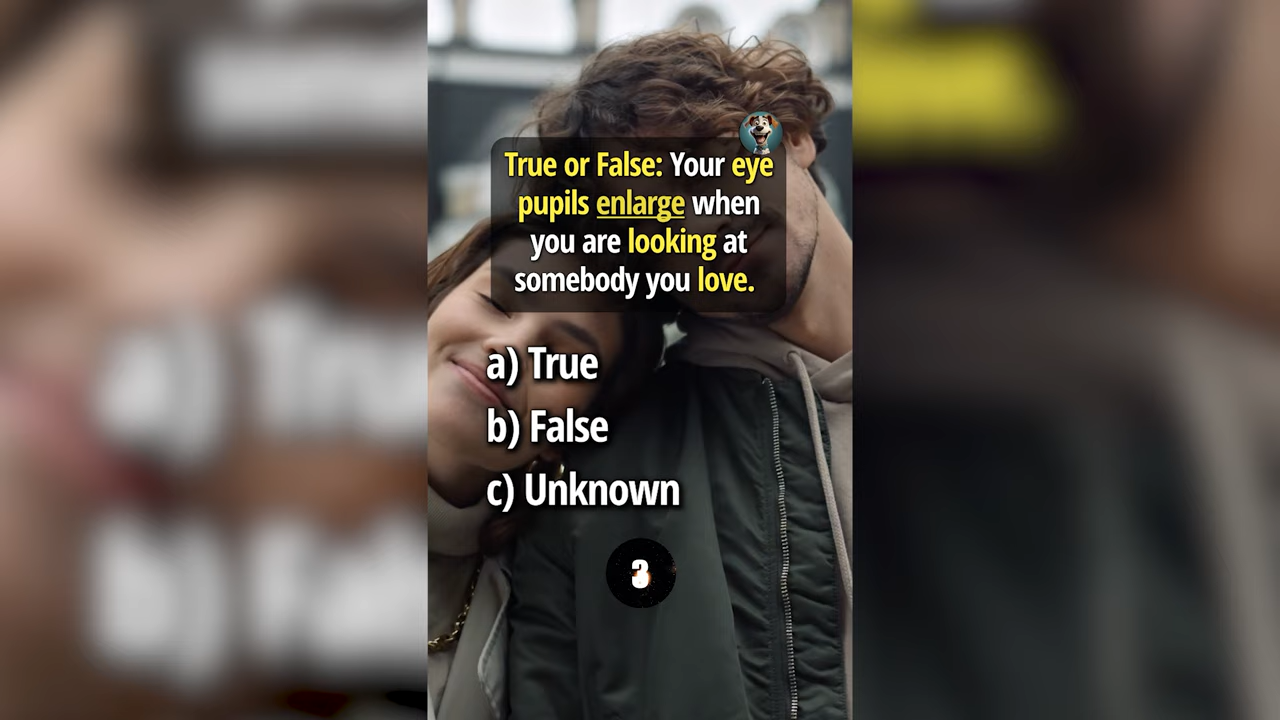 True or False: Your eye
pupils enlarge when
you are looking at
somebody you love.
a) True
b) False
c) Unknown
3